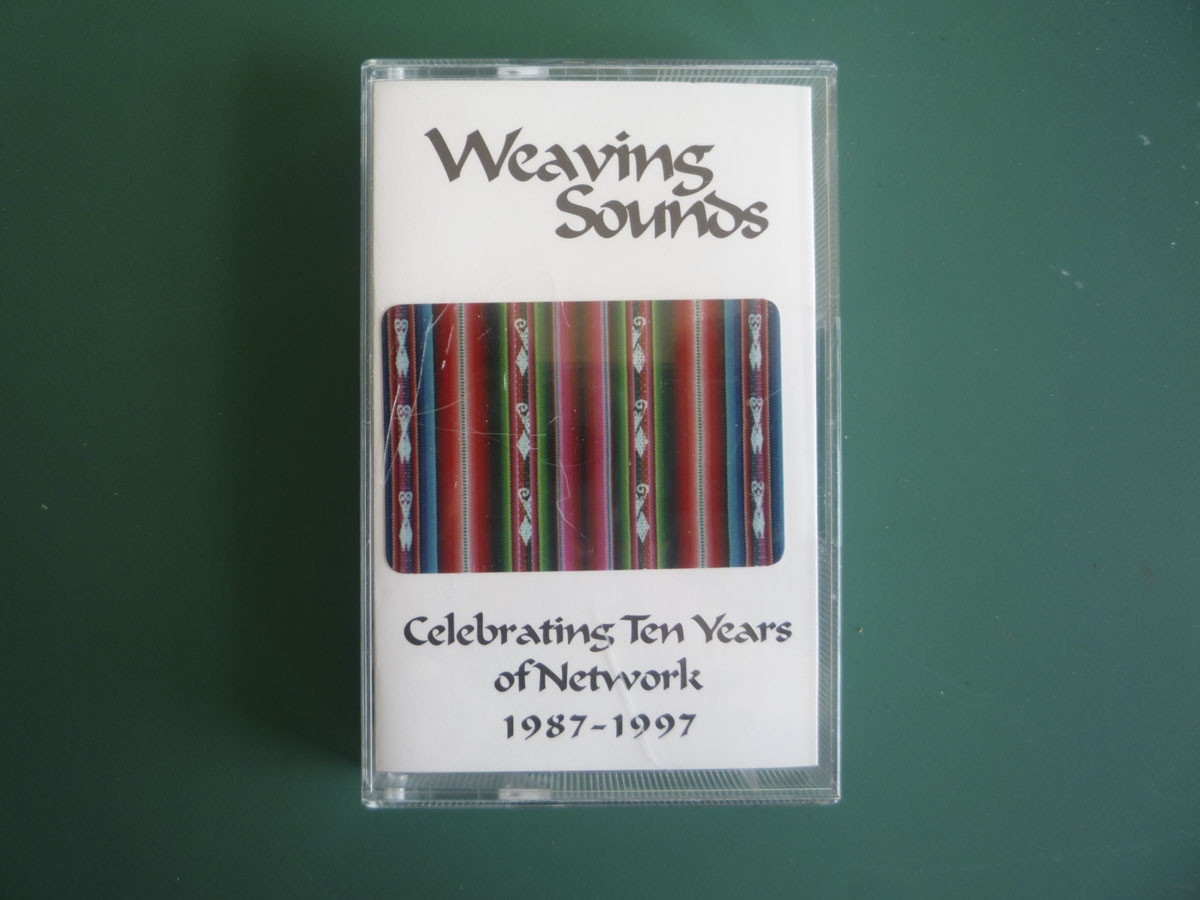 Weaving
Sounds
Celebrating Ten Years
of Network
1987-1997